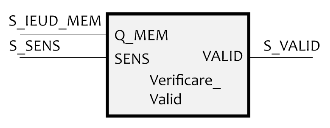 S_IEUD_MEM
S_SENS
Q_MEM
SENS
VALID
S_VALID
Verificare_
Valid